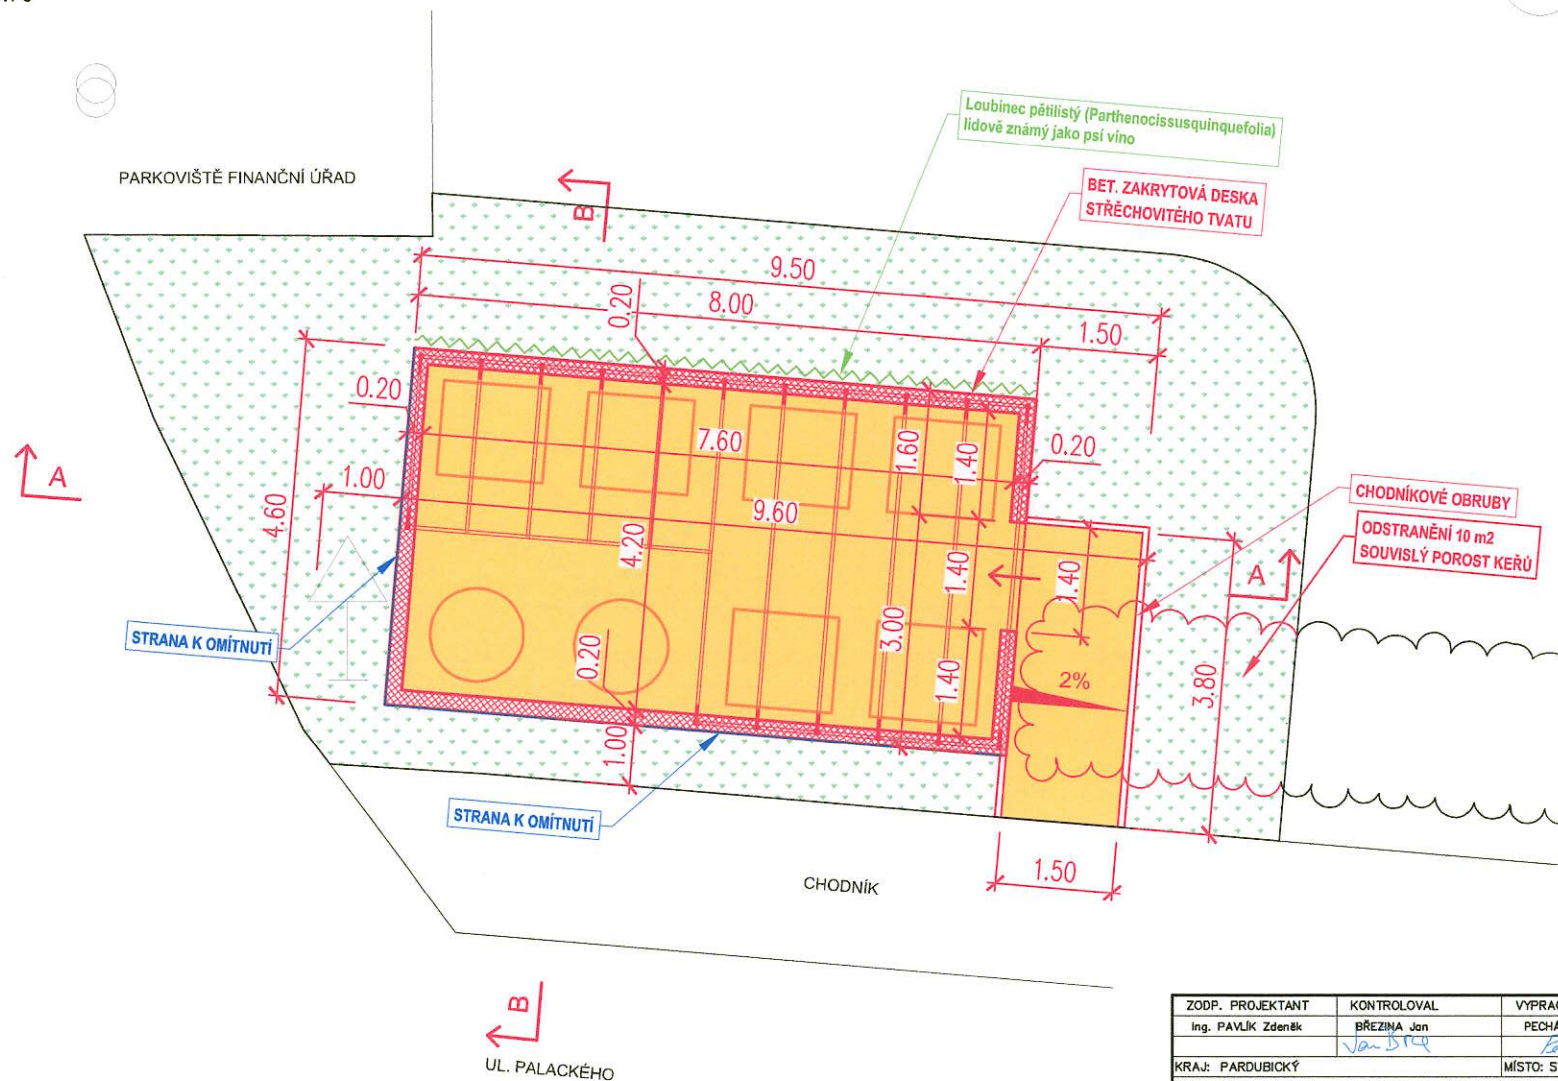 PARKOVIŠTĚ FINANČNÍ ÚŘAD
Loubinec pětilistý (Parthenocissusquinquefolia)
lidově známý jako psí víno
BET. ZAKRYTOVÁ DESKA
STŘECHOVITÉHO TVATU
B
9.50
8.00
0.20
1.50
0.20
7.60
1.60
1.40
0.20
A
1.00
9.60
4.60
4.20
CHODNÍKOVÉ OBRUBY
ODSTRANĚNÍ 10 m2
SOUVISLÝ POROST KEŘŮ
1.40
1.40
A
STRANA K OMÍTNUTÍ
3.00
0.20
1.40
2%
3.80
1.00
STRANA K OMÍTNUTÍ
1.50
CHODNÍK
B
UL. PALACKÉHO
ZODP. PROJEKTANT KONTROLOVAL VYPRA
Ing. PAVLÍK Zdeněk BŘEZINA Jan PECHÁ
KRAJ: PARDUBICKÝ MÍSTO: S